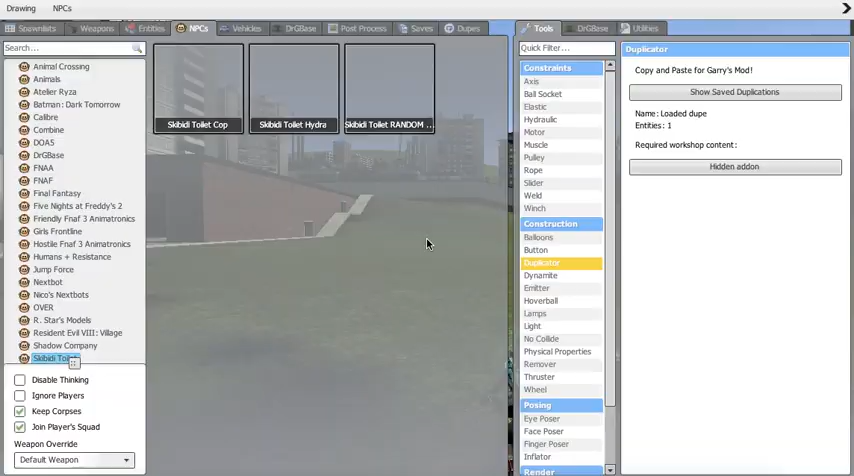 Drawing NPCs
Spawnlists Weapons Entities NPCs Vehicles DrGBase Post Process Saves Dupes
Search...
Animal Crossing
Animals
Atelier Ryza
Batman: Dark Tomorrow
Calibre
Combine
DOA5
DrGBase
FNAA
FNAF
Final Fantasy
Five Nights at Freddy's 2
Friendly Fnaf 3 Animatronics
Girls Frontline
Hostile Fnaf 3 Animatronics
Humans + Resistance
Jump Force
Nextbot
Nico's Nextbots
OVER
R. Star's Models
Resident Evil VIII: Village
Shadow Company
Skibidi
Disable Thinking
Ignore Players
Keep Corpses
Join Player's Squad
Weapon Override
Default Weapon
Skibidi Toilet Cop
Skibidi Toilet Hydra
Skibidi Toilet RANDOM ..
Tools DrGBase Utilities
Quick Filter...
Constraints
Axis
Ball Socket
Elastic
Hydraulic
Motor
Muscle
Pulley
Rope
Slider
Weld
Winch
Construction
Balloons
Button
Duplicator
Dynamite
Emitter
Hoverball
Lamps
Light
No Collide
Physical Properties
Remover
Thruster
Wheel
Posing
Eye Poser
Face Poser
Finger Poser
Inflator
Render
Duplicator
Copy and Paste for Garry's Mod!
Show Saved Duplications
Name: Loaded dupe
Entities: 1
Required workshop content:
Hidden addon